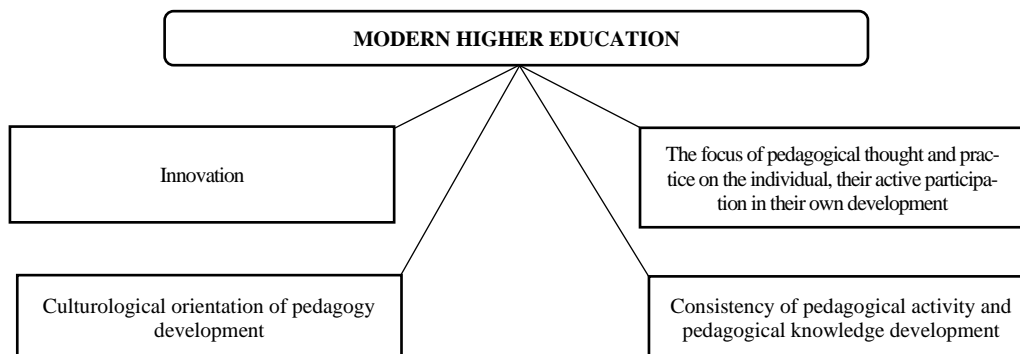 MODERN HIGHER EDUCATION
Innovation
The focus of pedagogical thought and prac-
tice on the individual, their active participa-
tion in their own development
Culturological orientation of pedagogy
development
Consistency of pedagogical activity and
pedagogical knowledge development